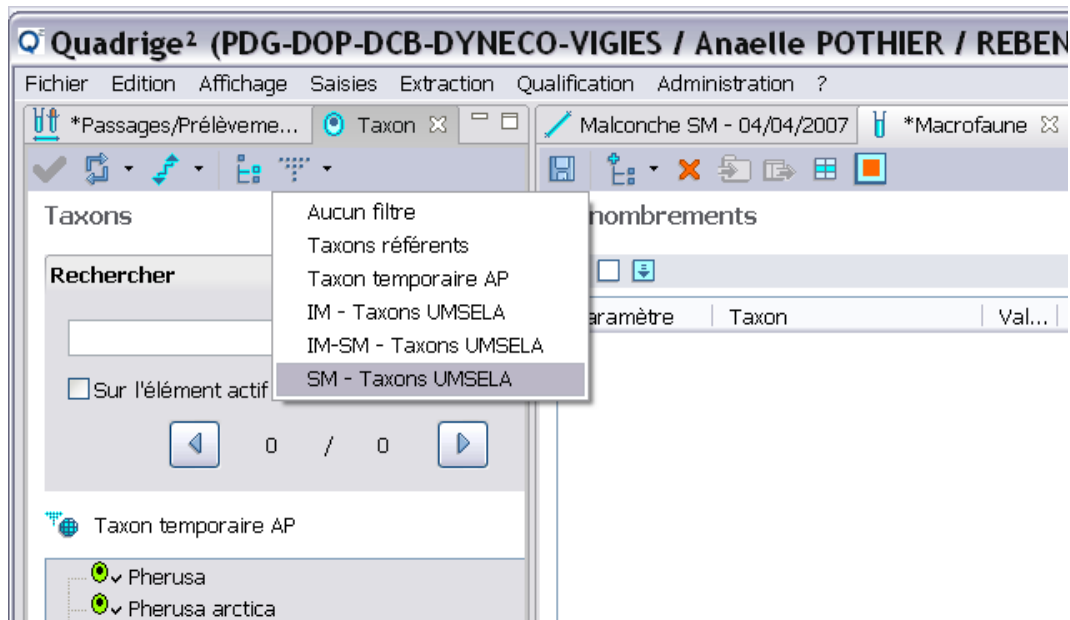 Quadrige² (PDG-DOP-DCB-DYNECO-VIGIES / Anaelle POTHIER / REBEN
Fichier Edition Affichage Saisies Extraction Qualification Administration ?
*Passages/Prélèveme... Taxon Malconche SM - 04/04/2007 *Macrofaune
Taxons
nombrements
Aucun filtre
Taxons référents
Taxon temporaire AP
IM - Taxons UMSELA
IM-SM - Taxons UMSELA
SM - Taxons UMSELA
Rechercher
aramètre Taxon Val...
Sur l'élément actif
0 / 0
Taxon temporaire AP
Pherusa
Pherusa arctica